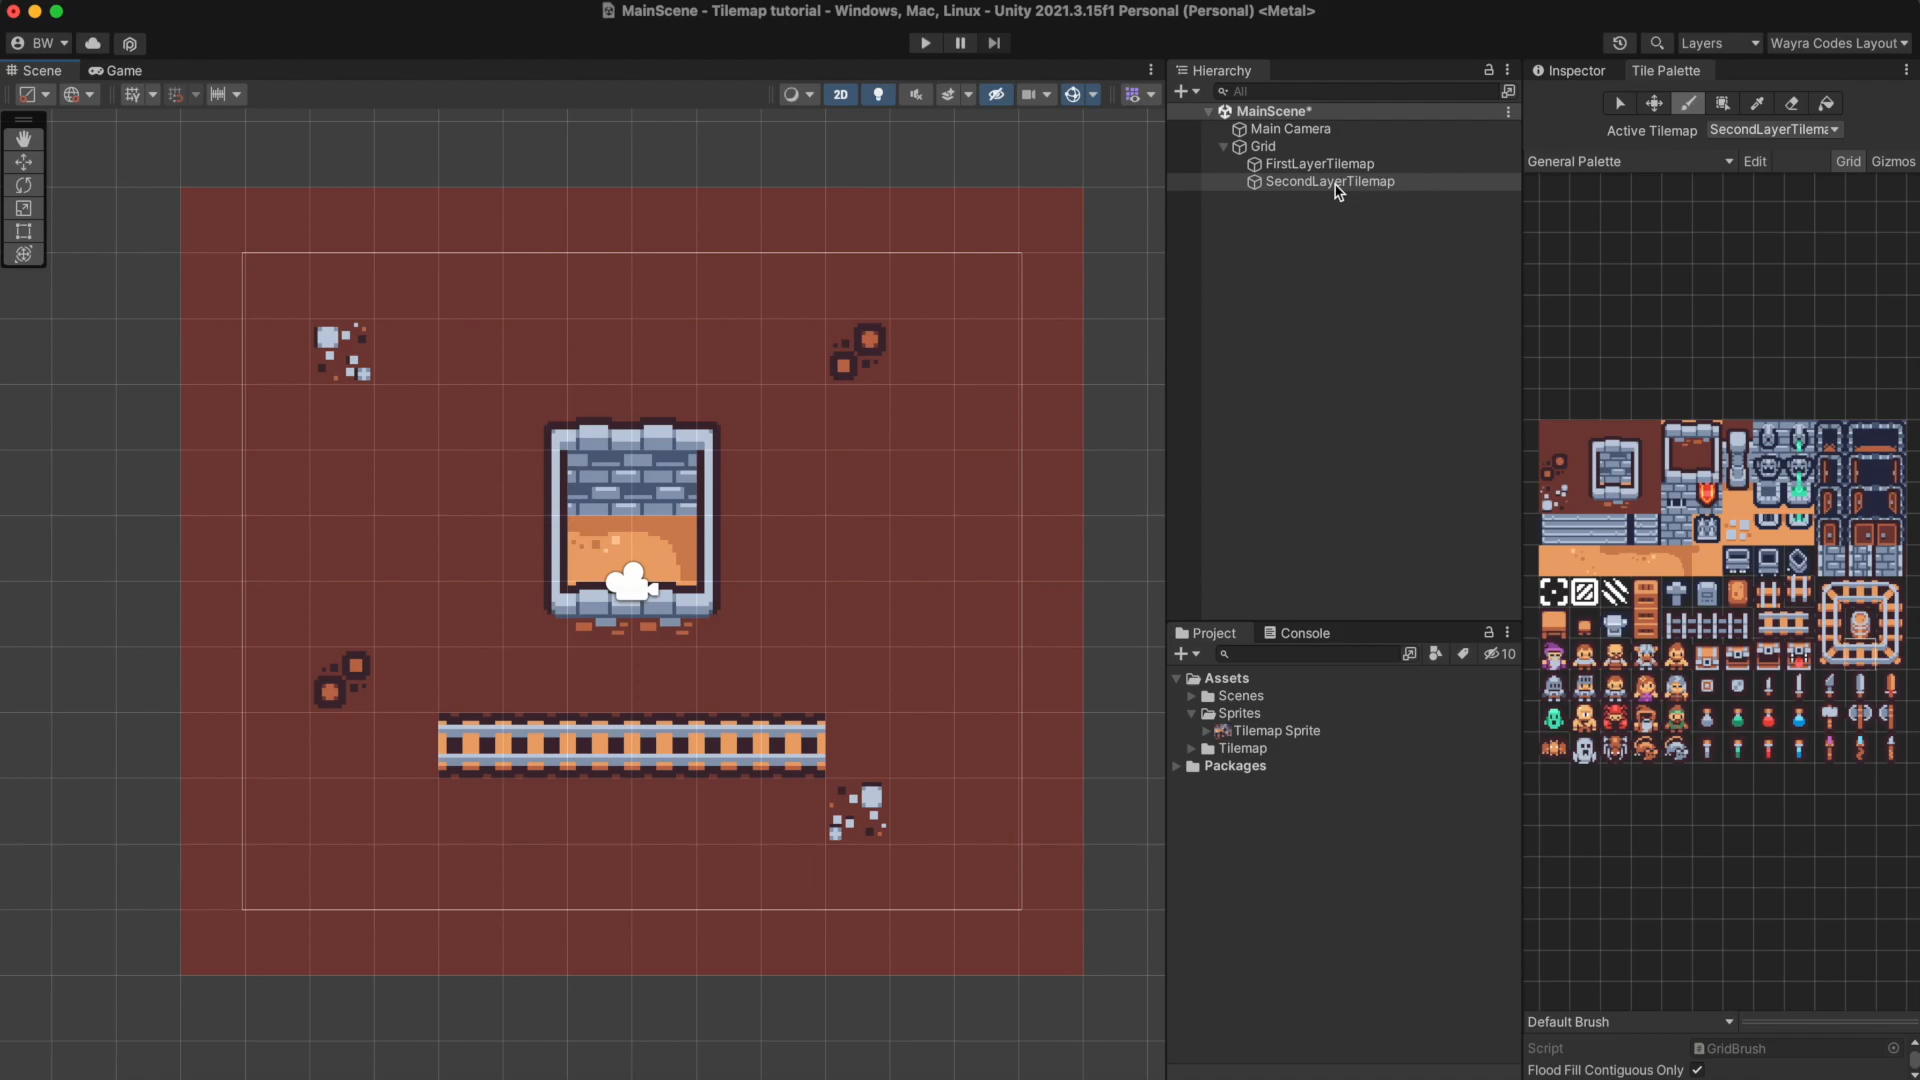 MainScene - Tilemap tutorial - Windows, Mac, Linux - Unity 2021.3.15f1 Personal (Personal) <Metal>
BW
Layers
Wayra Codes Layout
Scene
Game
2D
Hierarchy
All
MainScene*
Main Camera
Grid
FirstLayerTilemap
SecondLayerTilemap
Inspector
Tile Palette
Active Tilemap
SecondLayerTilema
General Palette
Edit
Grid
Gizmos
Project
Console
10
Assets
Scenes
Sprites
Tilemap Sprite
Tilemap
Packages
Default Brush
Script
GridBrush
Flood Fill Contiguous Only